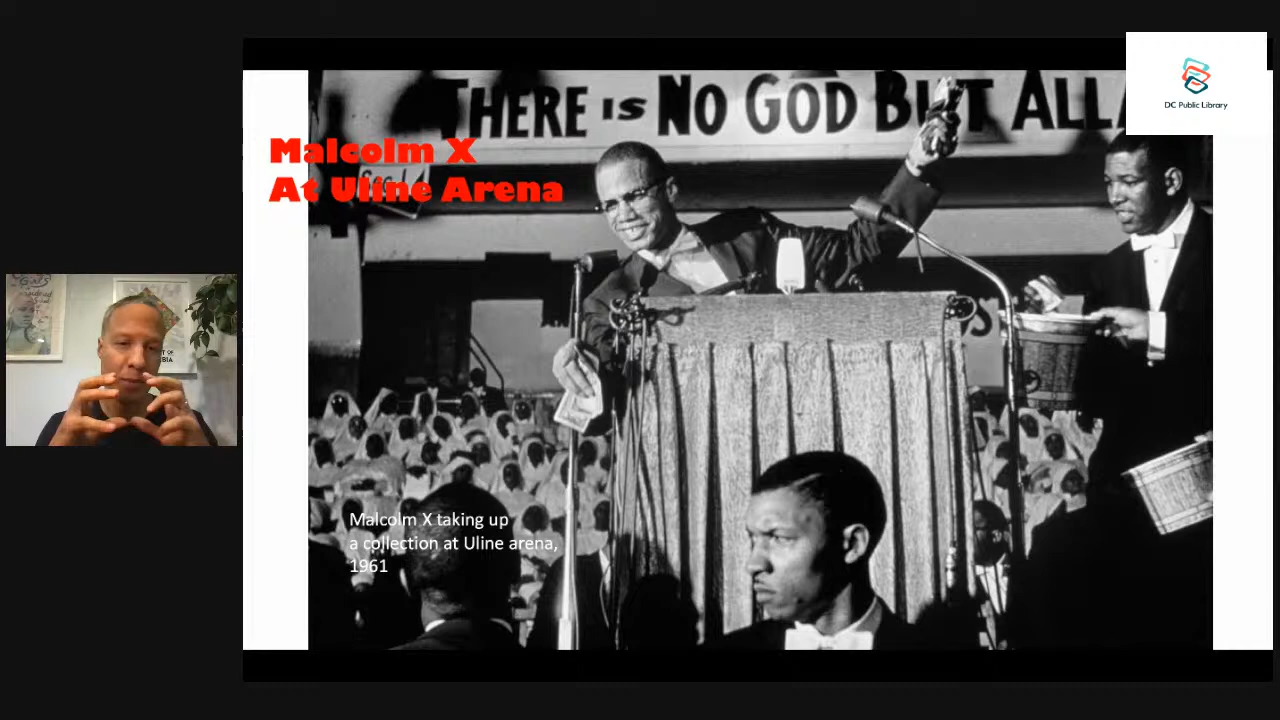 THERE IS NO GOD BUT ALLA
DC Public Library
Malcolm X
At Uline Arena
Malcolm X taking up
a collection at Uline arena,
1961